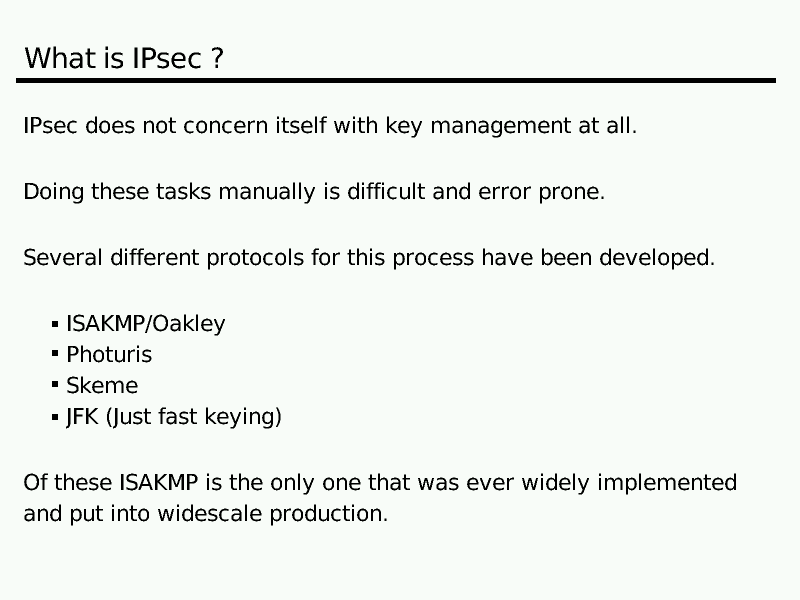 What is IPsec ?
IPsec does not concern itself with key management at all.
Doing these tasks manually is difficult and error prone.
Several different protocols for this process have been developed.
▪ ISAKMP/Oakley
▪ Photuris
▪ Skeme
▪ JFK (Just fast keying)
Of these ISAKMP is the only one that was ever widely implemented
and put into widescale production.